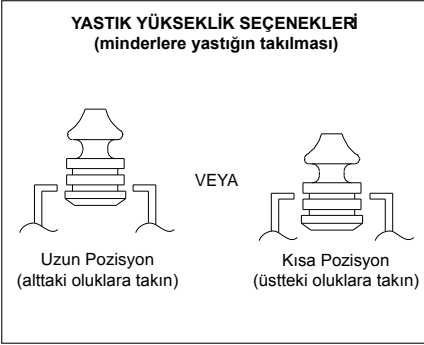 YASTIK YÜKSEKLİK SEÇENEKLERİ
(minderlere yastığın takılması)
VEYA
Uzun Pozisyon
(alttaki oluklara takın)
Kısa Pozisyon
(üstteki oluklara takın)